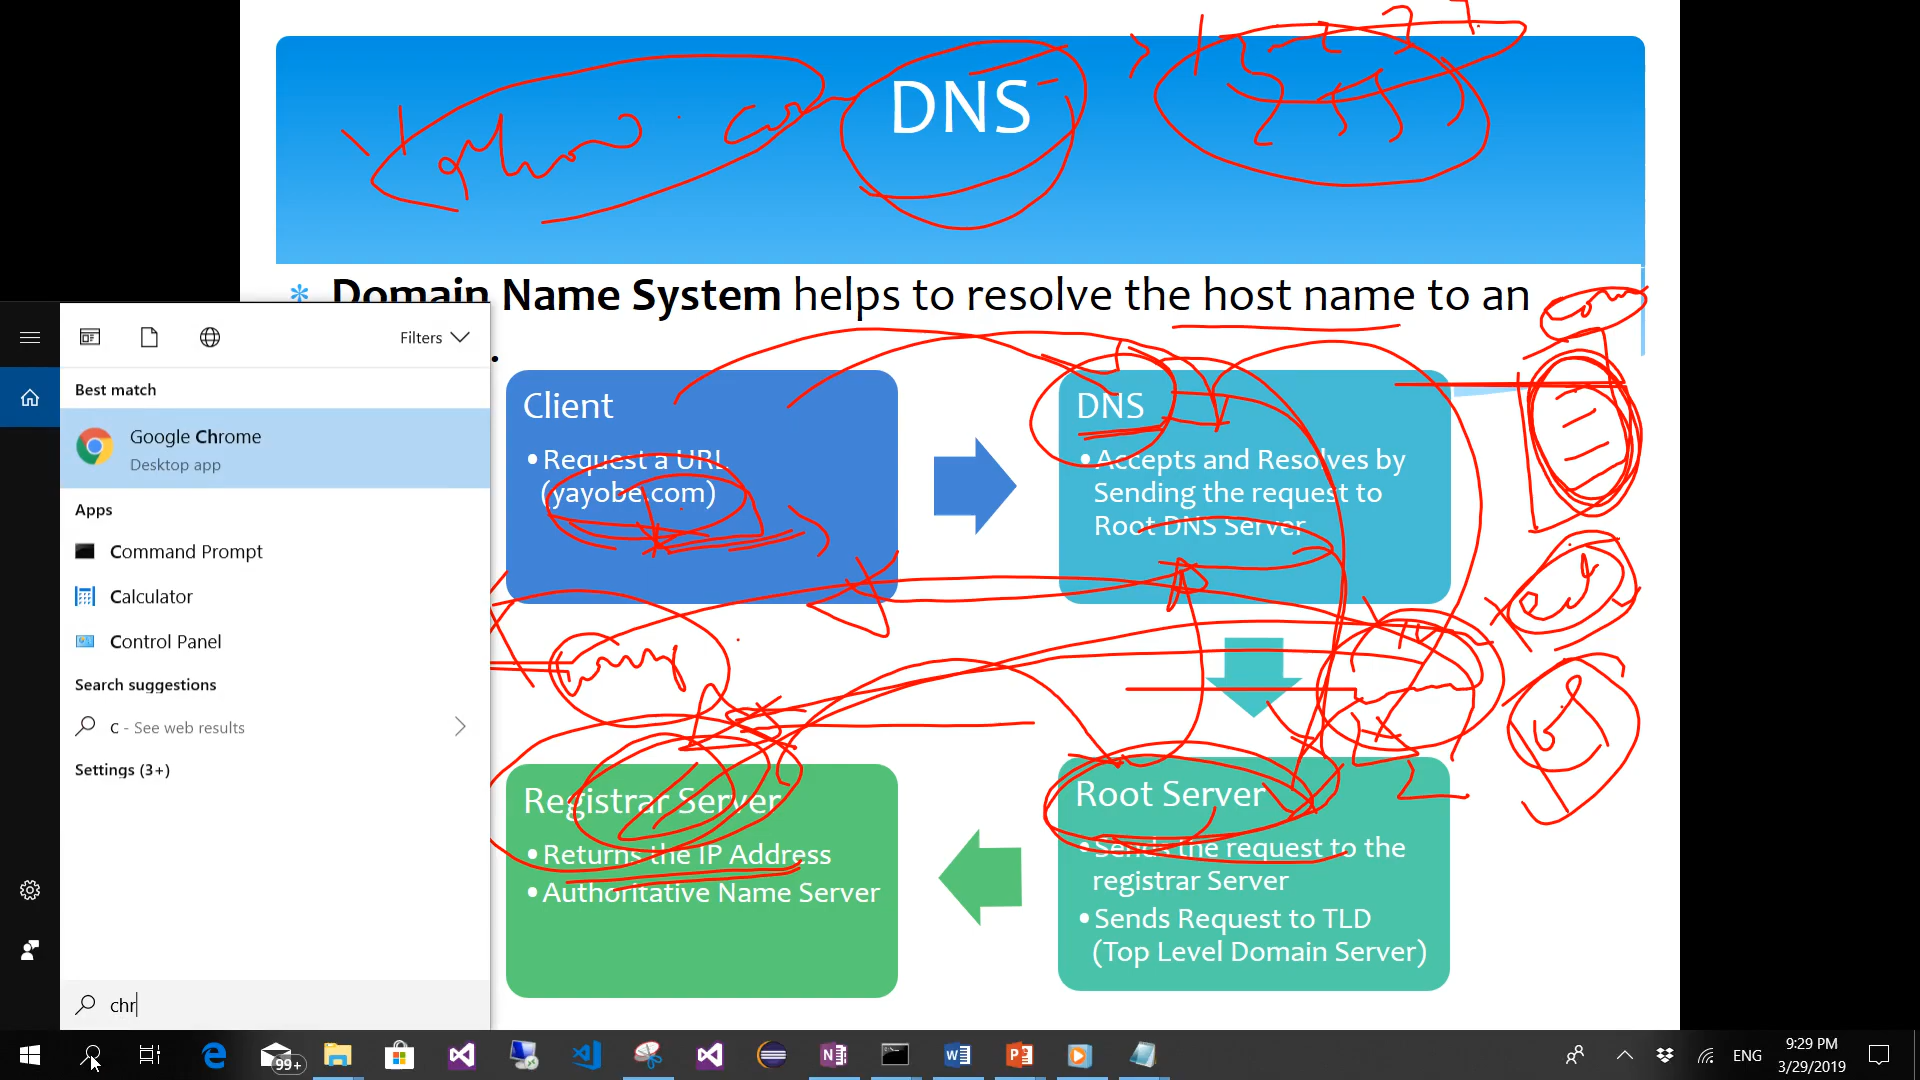 DNS
Domain Name System helps to resolve the host name to an
.
Client
Request a URL
(yayobe.com)
DNS
Accepts and Resolves by
Sending the request to
Root DNS Server
Registrar Server
Returns the IP Address
Authoritative Name Server
Root Server
Sends the request to the
registrar Server
Sends Request to TLD
(Top Level Domain Server)
Filters
Best match
Google Chrome
Desktop app
Apps
Command Prompt
Calculator
Control Panel
Search suggestions
c - See web results
Settings (3+)
chr
99+
ENG
9:29 PM
3/29/2019